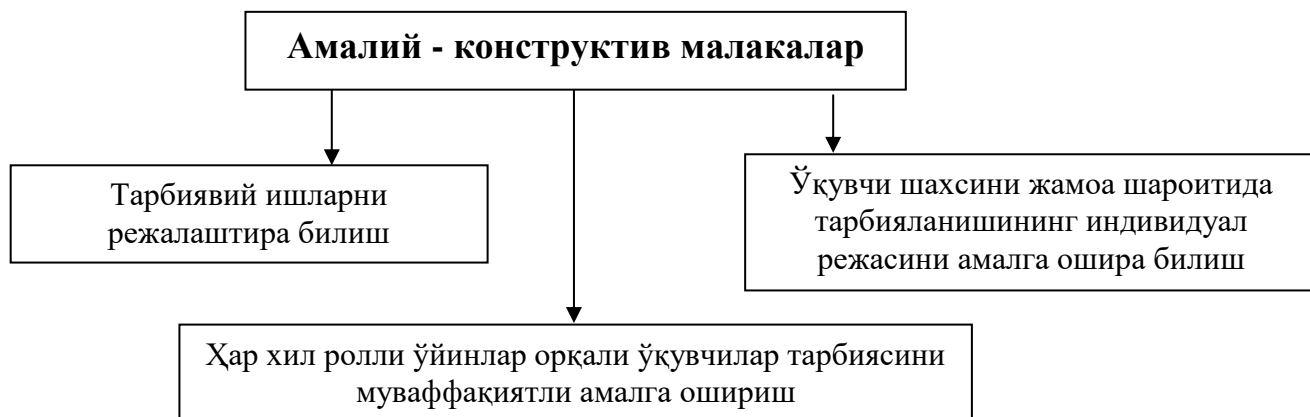 Амалий - конструктив малакалар
Тарбиявий ишларни
режалаштира билиш
Ўқувчи шахсини жамоа шароитида
тарбияланишининг индивидуал
режасини амалга ошира билиш
Ҳар хил ролли ўйинлар орқали ўқувчилар тарбиясини
муваффақиятли амалга ошириш